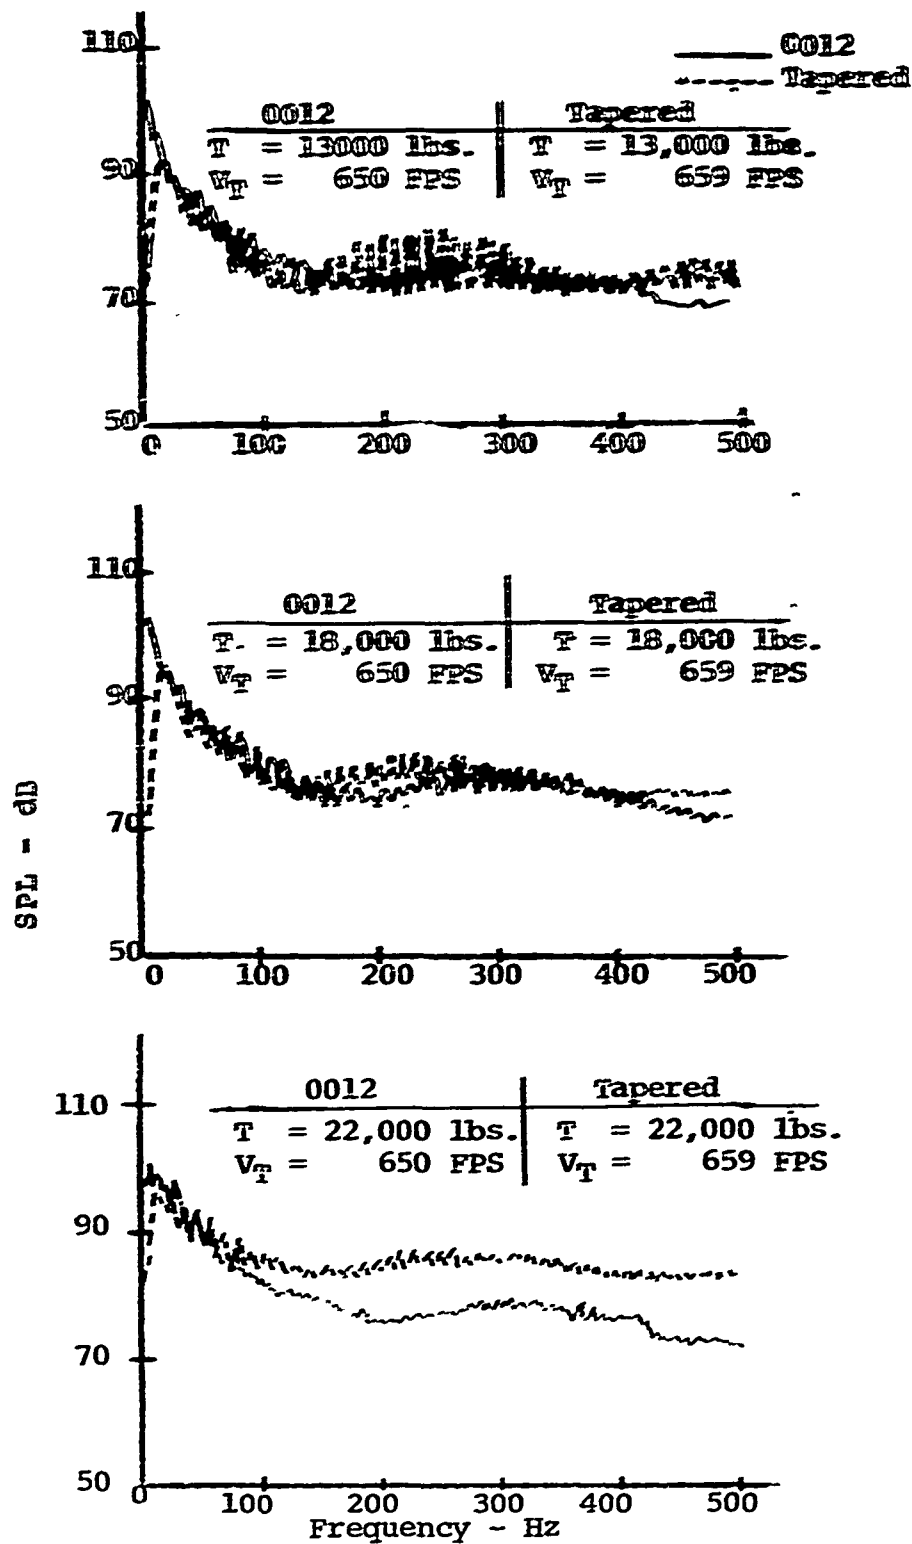 110
0012
Tapered
0012 Tapered
T = 13000 lbs. T = 13,000 lbs.
90
VT = 650 FPS VT = 659 FPS
70
50
0 100 200 300 400 500
110
0012 Tapered
T = 18,000 lbs. T = 18,000 lbs.
VT = 650 FPS VT = 659 FPS
90
SPL - dB
70
50
0 100 200 300 400 500
0012 Tapered
110
T = 22,000 lbs. T = 22,000 lbs.
VT = 650 FPS VT = 659 FPS
90
70
50
0 100 200 300 400 500
Frequency - Hz